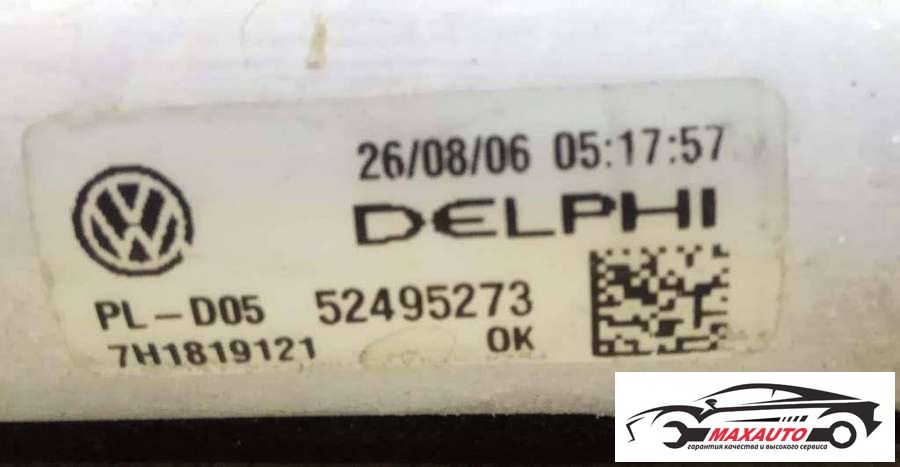 26/08/06 05:17:57
DELPHI
PL-D05 52495273
7H1819121 OK
MAXAUTO
гарантия качества и высокого сервиса